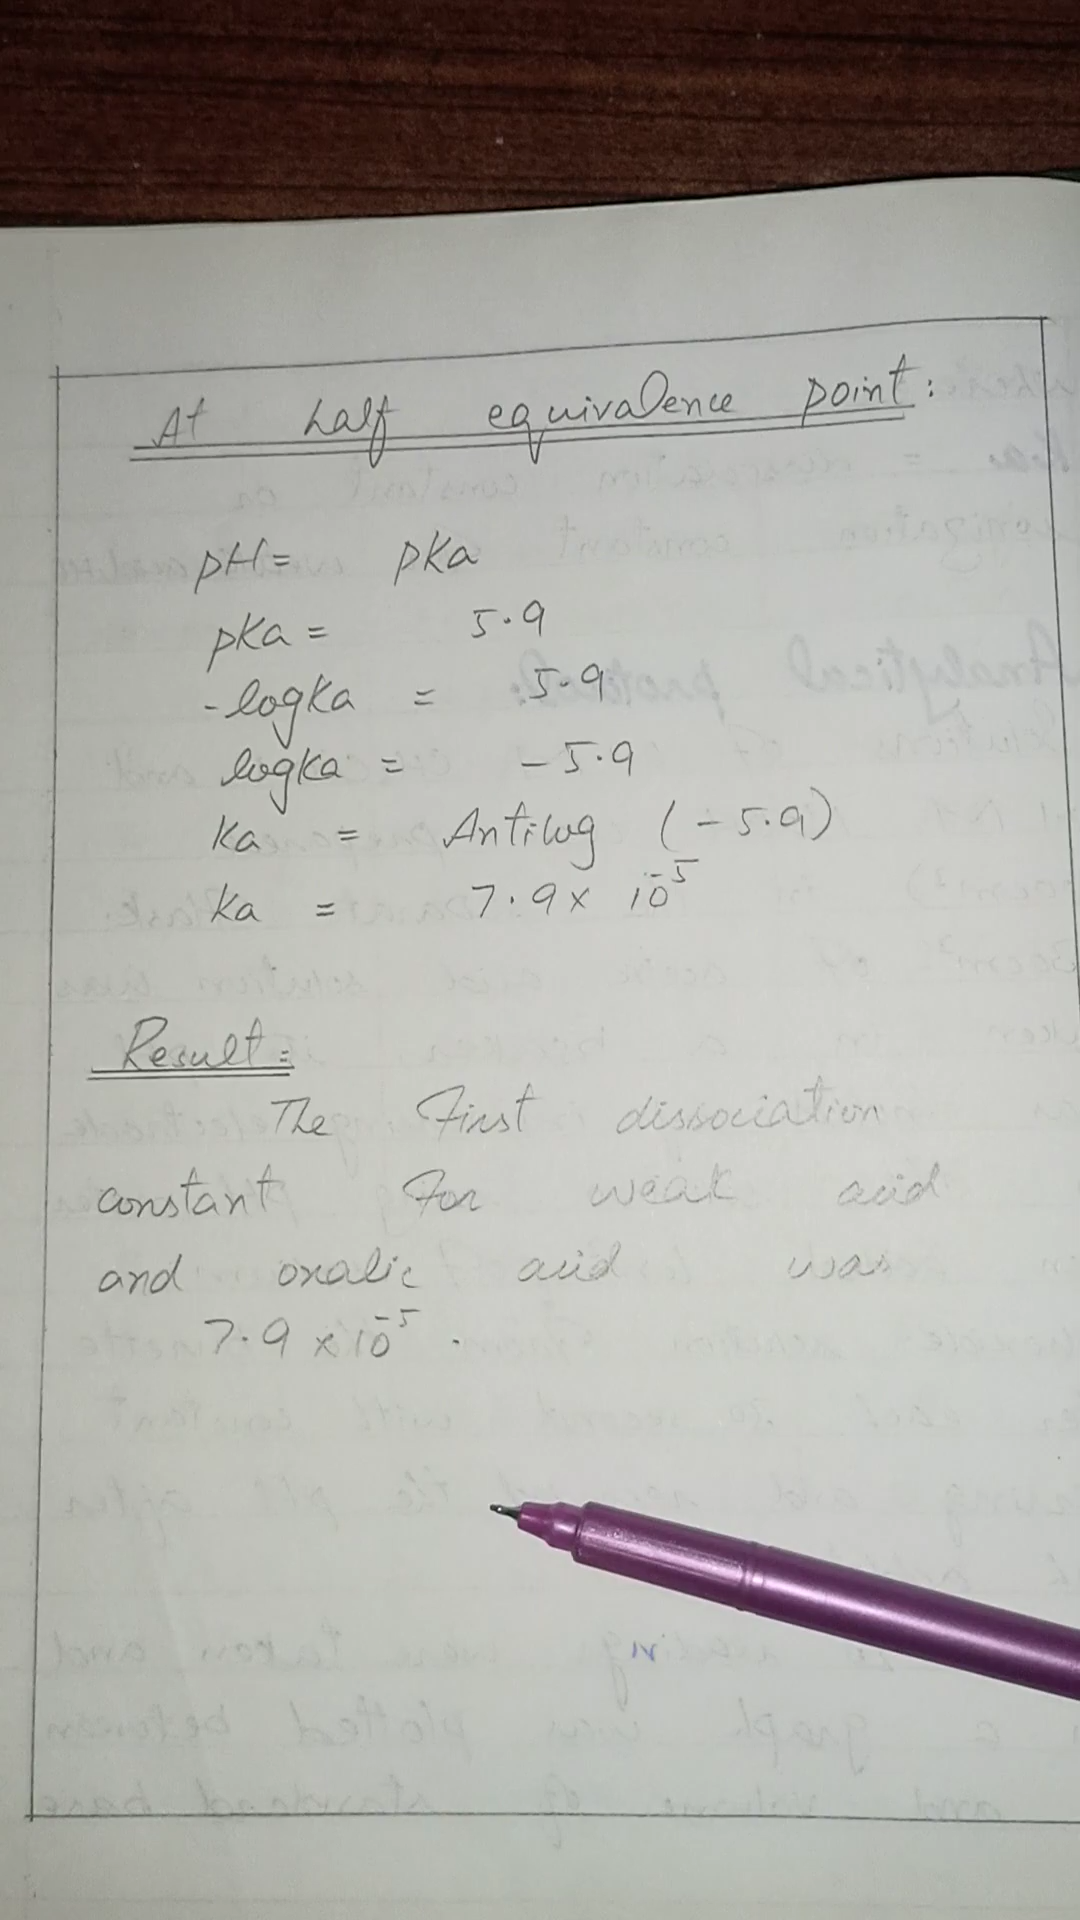 At half equivalence point:
pH = pKa
pKa = 5.9
-logKa = 5.9
logKa = -5.9
Ka = Antilog (-5.9)
Ka = 7.9 x 10⁻⁵
Result:
The First dissociation
constant For weak acid
and oxalic acid was
7.9 x 10⁻⁵.